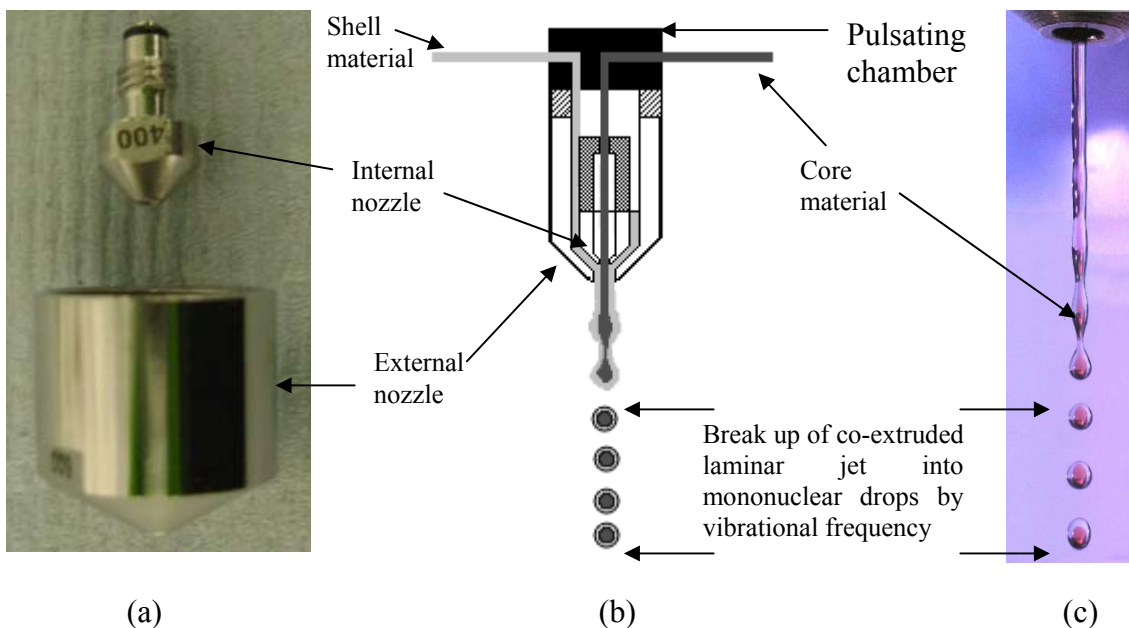 Shell
material
Pulsating
chamber
400
Internal
nozzle
Core
material
External
nozzle
Break up of co-extruded
laminar jet into
mononuclear drops by
vibrational frequency
(a)
(b)
(c)